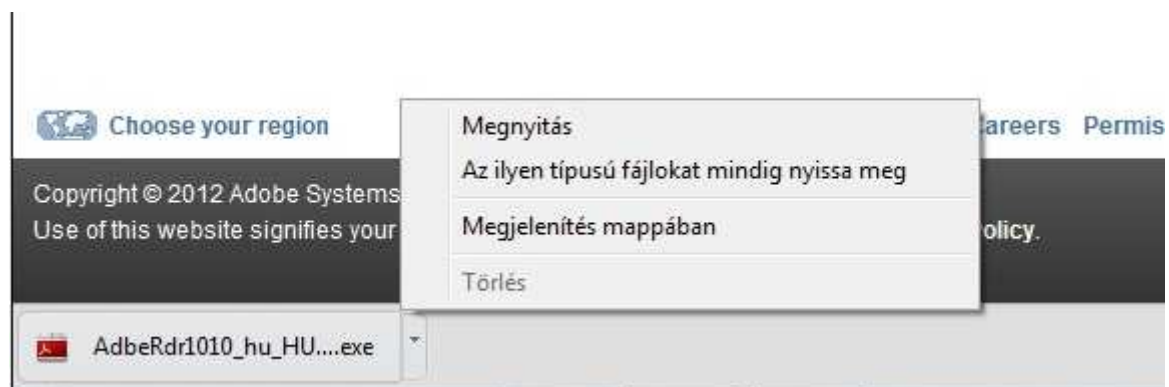 Choose your region
Megnyitás
Az ilyen típusú fájlokat mindig nyissa meg
Megjelenítés mappában
Törlés
Careers Permis
Copyright © 2012 Adobe Systems
Use of this website signifies your
olicy.
AdbeRdr1010_hu_HU....exe